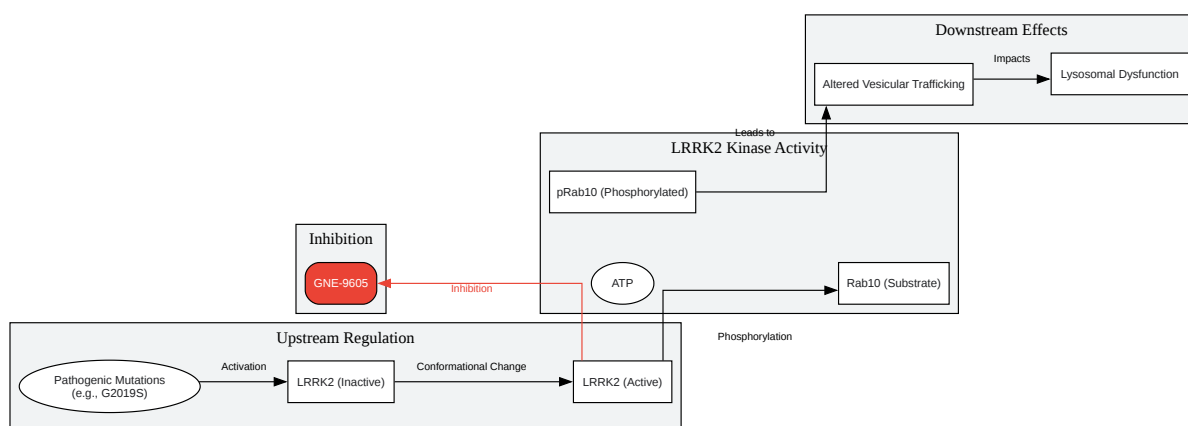 Downstream Effects
Impacts
Altered Vesicular Trafficking
Lysosomal Dysfunction
Leads to
LRRK2 Kinase Activity
pRab10 (Phosphorylated)
Inhibition
GNE-9605
Inhibition
ATP
Rab10 (Substrate)
Upstream Regulation
Phosphorylation
Activation
Conformational Change
Pathogenic Mutations
(e.g., G2019S)
LRRK2 (Inactive)
LRRK2 (Active)